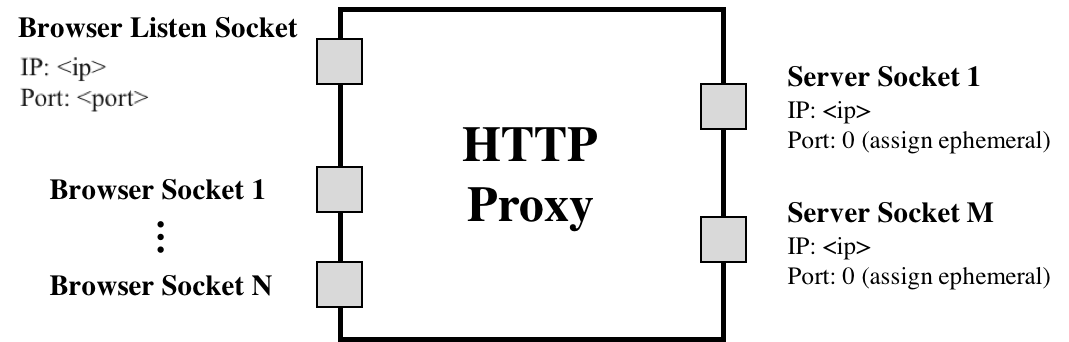 Browser Listen Socket
IP: <ip>
Port: <port>
Browser Socket 1
Browser Socket N
HTTP
Proxy
Server Socket 1
IP: <ip>
Port: 0 (assign ephemeral)
Server Socket M
IP: <ip>
Port: 0 (assign ephemeral)